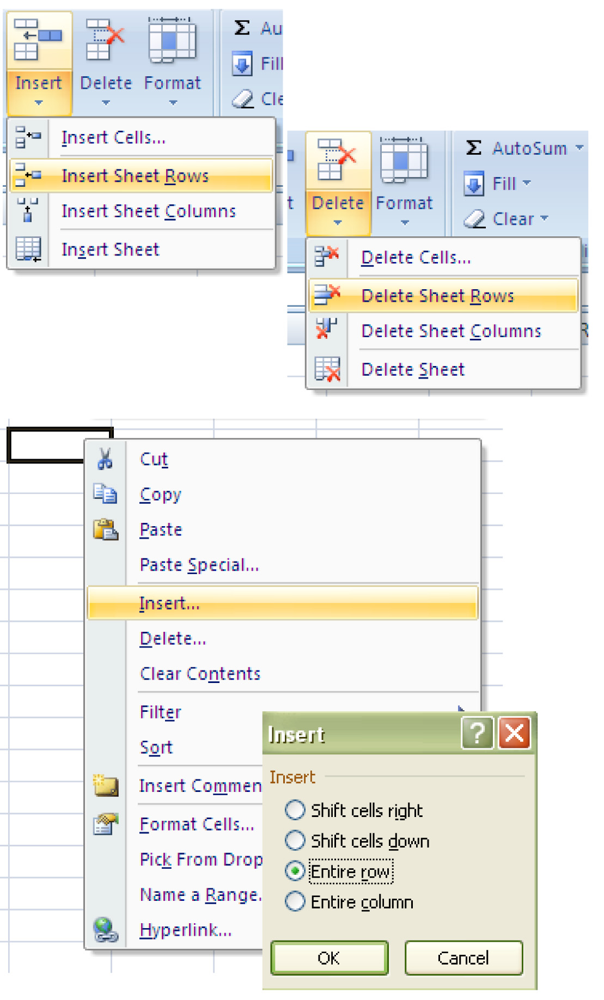 Σ Au
Fill
Cle
Insert Delete Format
Insert Cells...
Insert Sheet Rows
Insert Sheet Columns
Insert Sheet
Σ AutoSum
Fill
Clear
t Delete Format
Delete Cells...
Delete Sheet Rows
Delete Sheet Columns
Delete Sheet
R
Cut
Copy
Paste
Paste Special...
Insert...
Delete...
Clear Contents
Filter
Sort
Insert Commen
Format Cells...
Pick From Drop
Name a Range.
Hyperlink...
Insert ?
Insert
Shift cells right
Shift cells down
Entire row
Entire column
OK Cancel